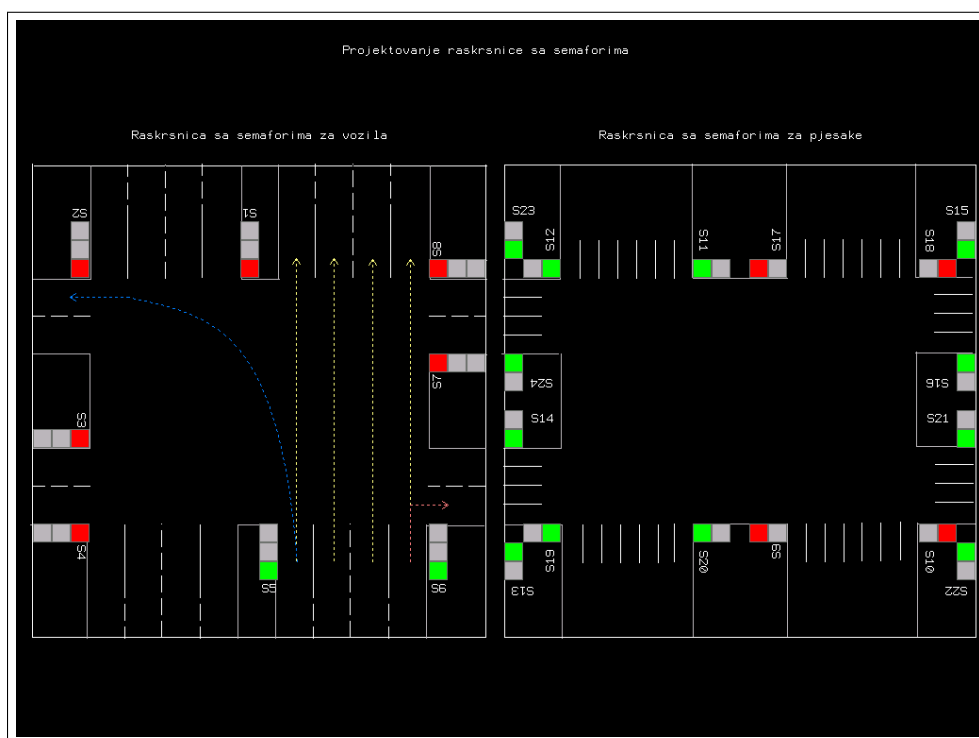 Projektovanje raskrsnice sa semaforima
Raskrsnica sa semaforima za vozila
Raskrsnica sa semaforima za pjesake
S2
S1
S8
S7
S3
S4
S5
S6
S23
S12
S11
S17
S18
S15
S24
S14
S16
S21
S13
S19
S20
S9
S10
S22